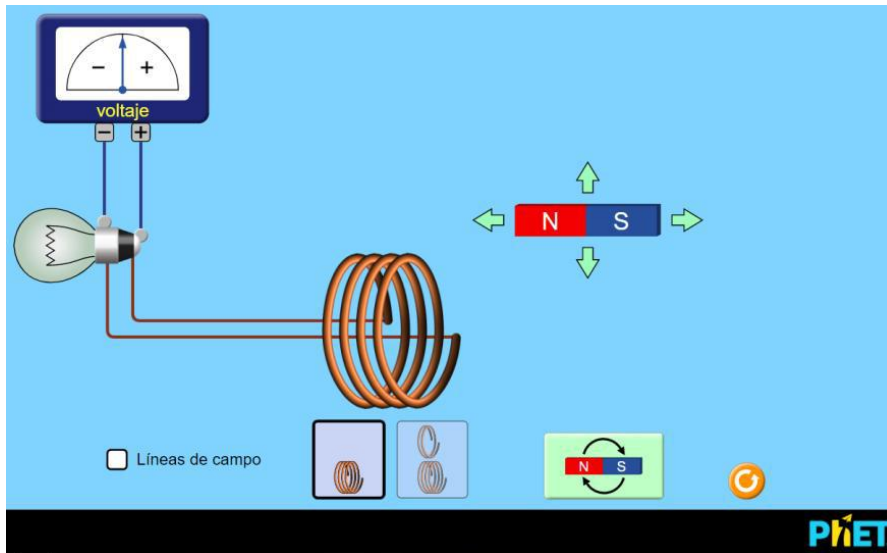 − +
voltaje
− +
N S
Líneas de campo
N S
PhET